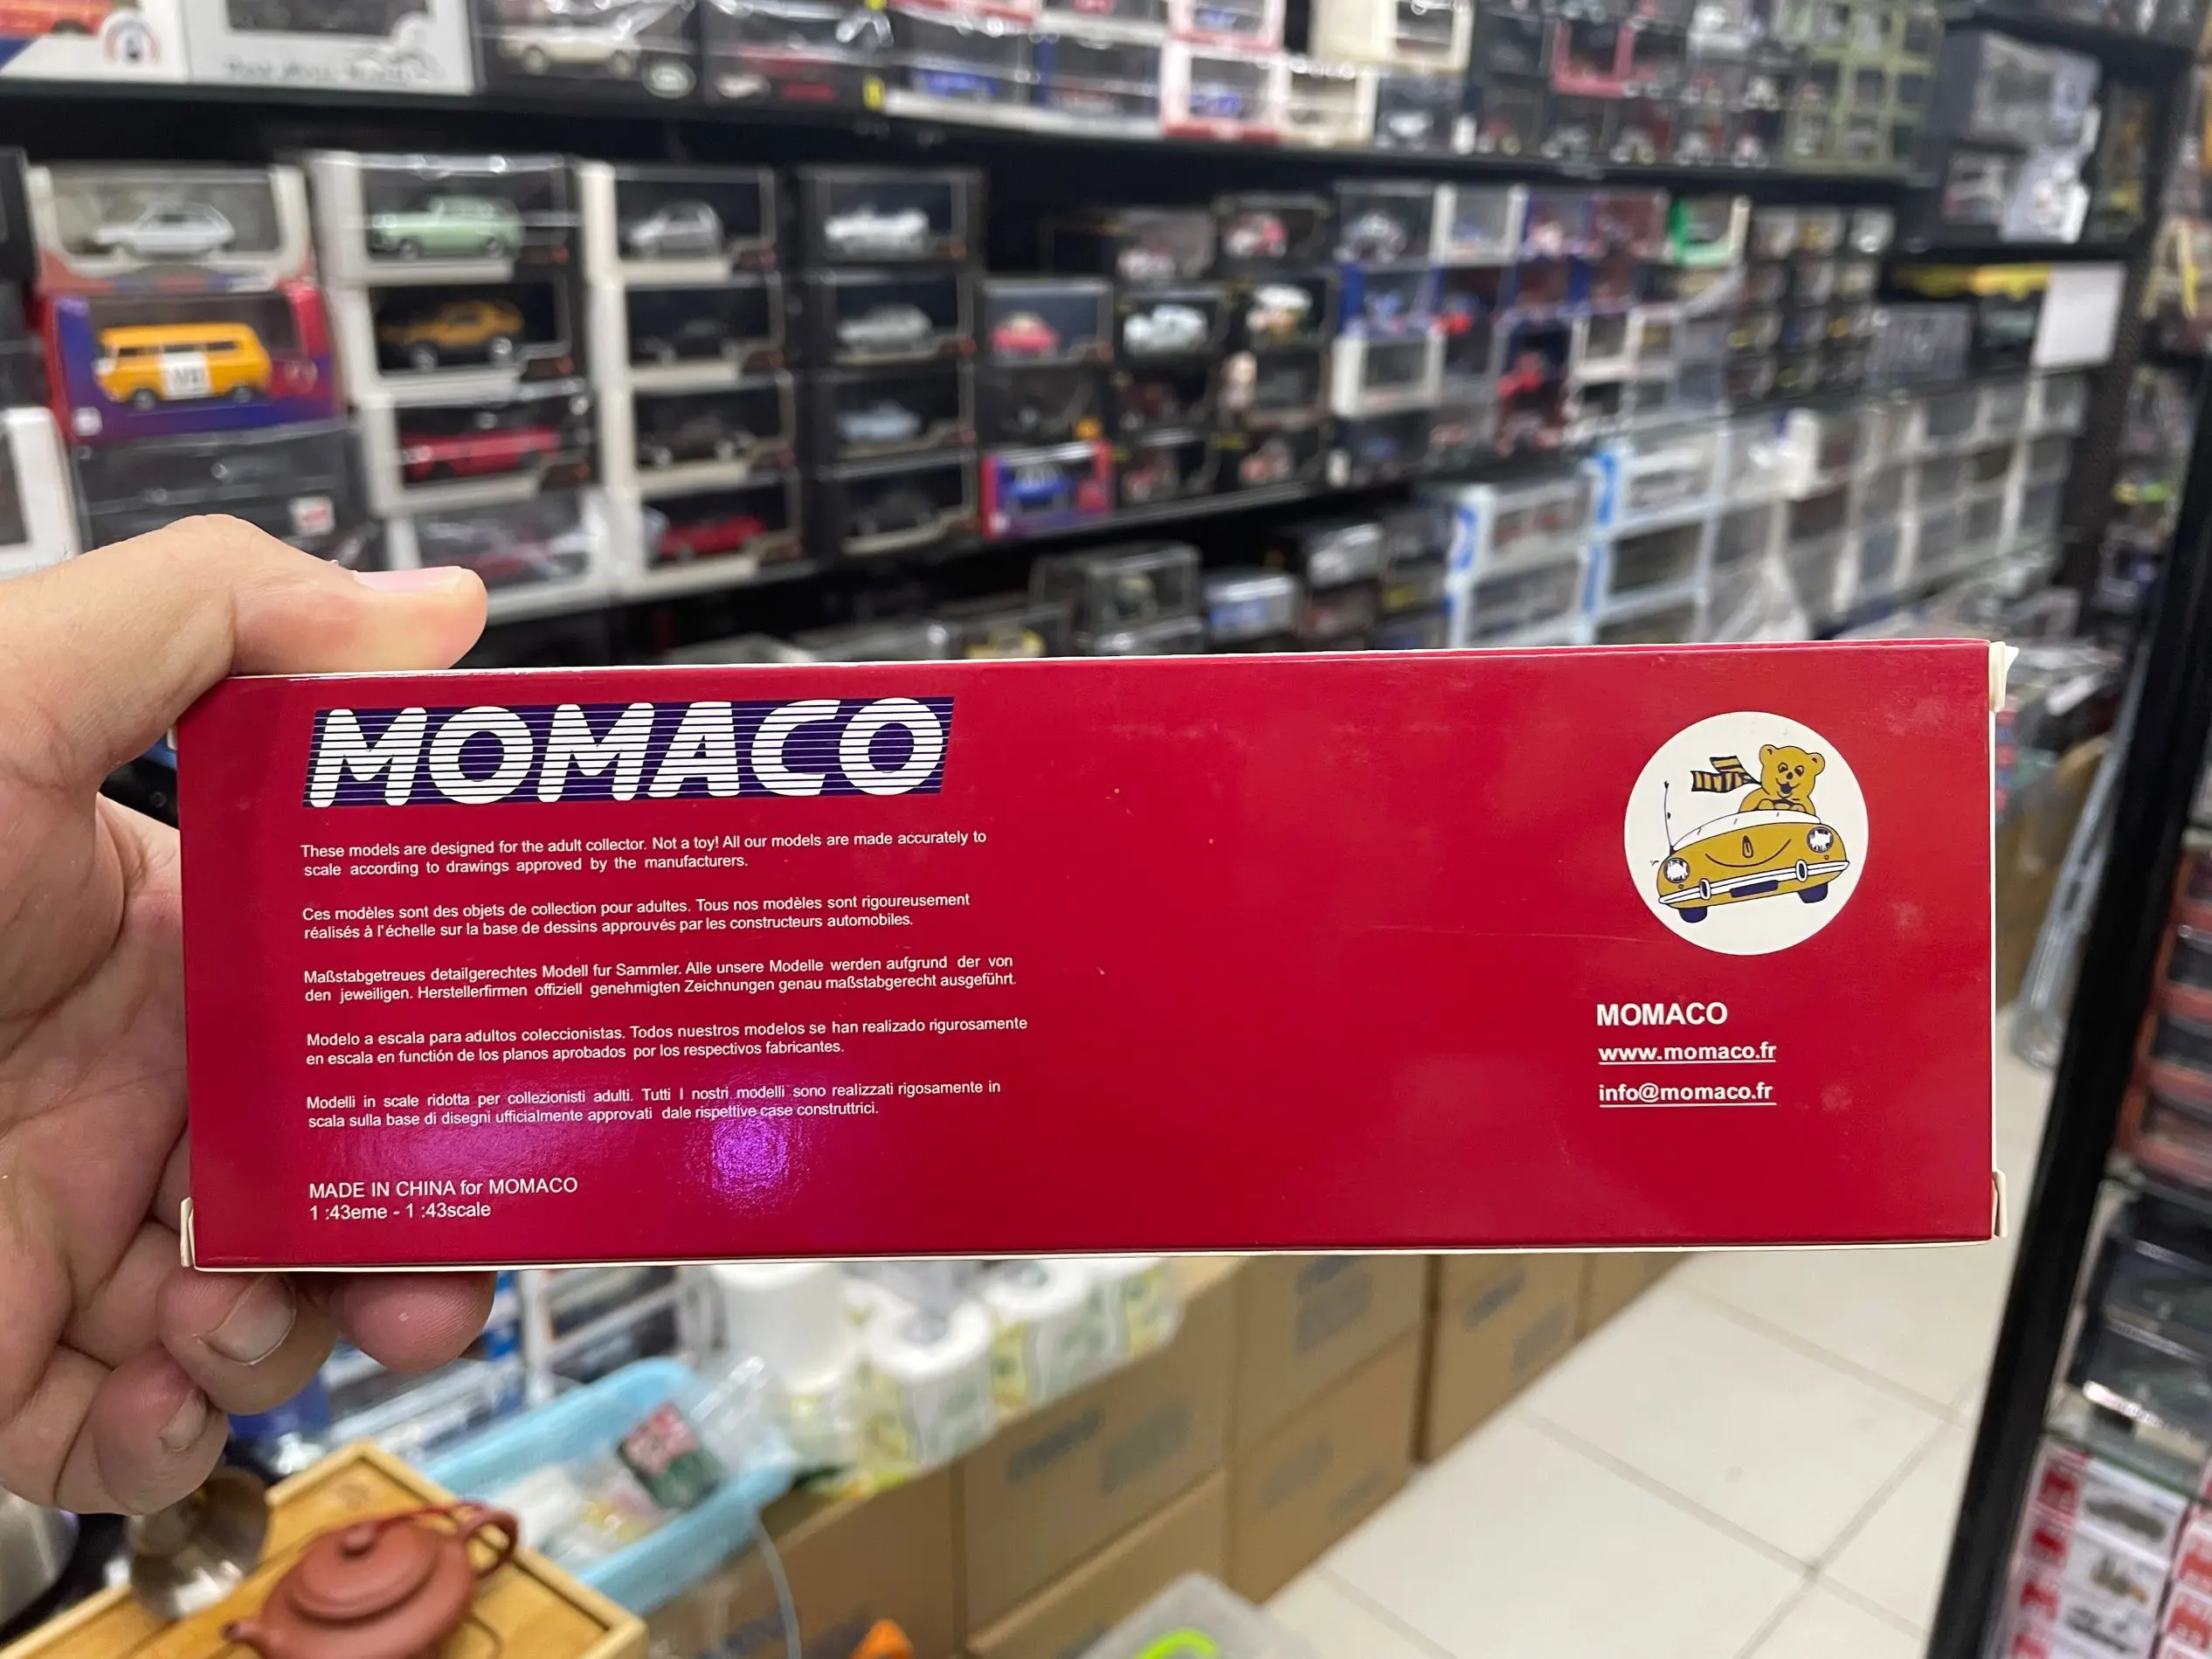 MOMACO
These models are designed for the adult collector. Not a toy! All our models are made accurately to
scale according to drawings approved by the manufacturers.
Ces modèles sont des objets de collection pour adultes. Tous nos modèles sont rigoureusement
réalisés à l'échelle sur la base de dessins approuvés par les constructeurs automobiles.
Maßstabgetreues detailgerechtes Modell fur Sammler. Alle unsere Modelle werden aufgrund der von
den jeweiligen. Herstellerfirmen offiziell genehmigten Zeichnungen genau maßstabgerecht ausgeführt.
Modelo a escala para adultos coleccionistas. Todos nuestros modelos se han realizado rigurosamente
en escala en functión de los planos aprobados por los respectivos fabricantes.
Modelli in scale ridotta per collezionisti adulti. Tutti I nostri modelli sono realizzati rigosamente in
scala sulla base di disegni ufficialmente approvati dale rispettive case construttrici.
MADE IN CHINA for MOMACO
1 :43eme - 1 :43scale
MOMACO
www.momaco.fr
info@momaco.fr